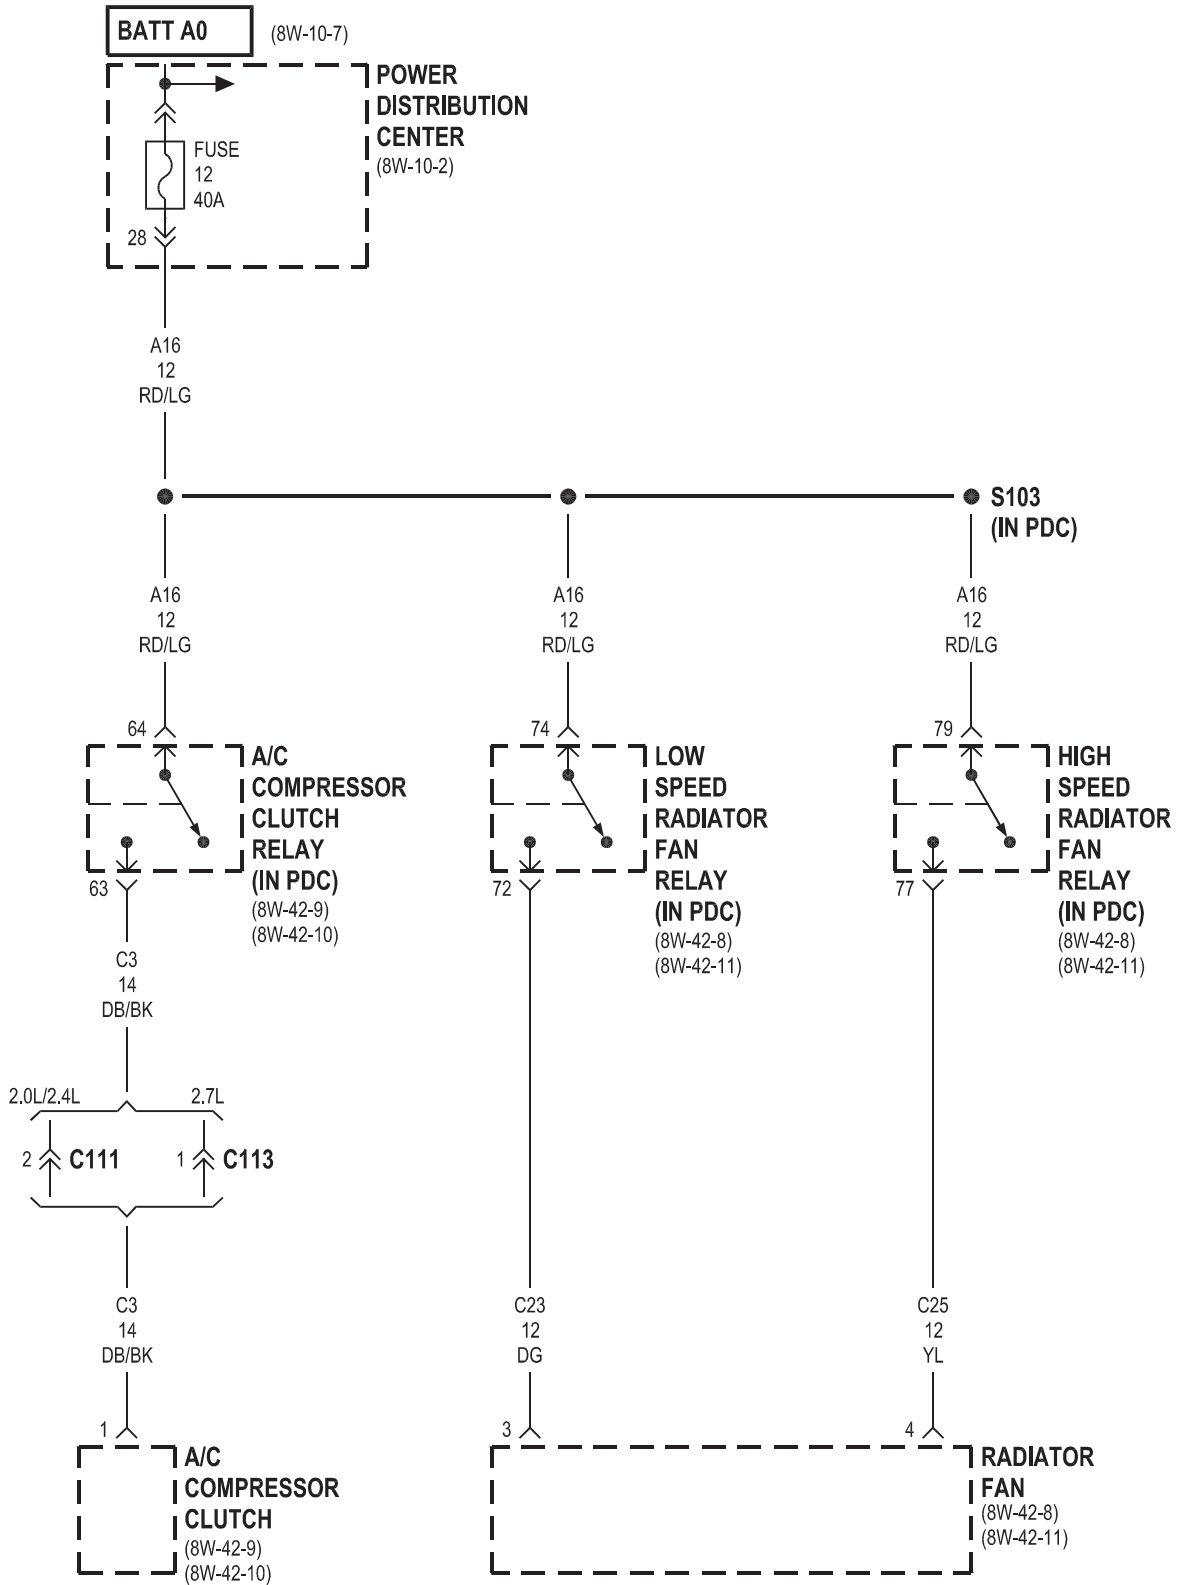 BATT A0
(8W-10-7)
POWER
DISTRIBUTION
CENTER
(8W-10-2)
FUSE
12
40A
28
A16
12
RD/LG
S103
(IN PDC)
A16
12
RD/LG
A16
12
RD/LG
A16
12
RD/LG
64
A/C
COMPRESSOR
CLUTCH
RELAY
(IN PDC)
(8W-42-9)
(8W-42-10)
63
74
LOW
SPEED
RADIATOR
FAN
RELAY
(IN PDC)
(8W-42-8)
(8W-42-11)
72
79
HIGH
SPEED
RADIATOR
FAN
RELAY
(IN PDC)
(8W-42-8)
(8W-42-11)
77
C3
14
DB/BK
2.0L/2.4L
2.7L
2
C111
1
C113
C3
14
DB/BK
C23
12
DG
C25
12
YL
1
A/C
COMPRESSOR
CLUTCH
(8W-42-9)
(8W-42-10)
3
4
RADIATOR
FAN
(8W-42-8)
(8W-42-11)